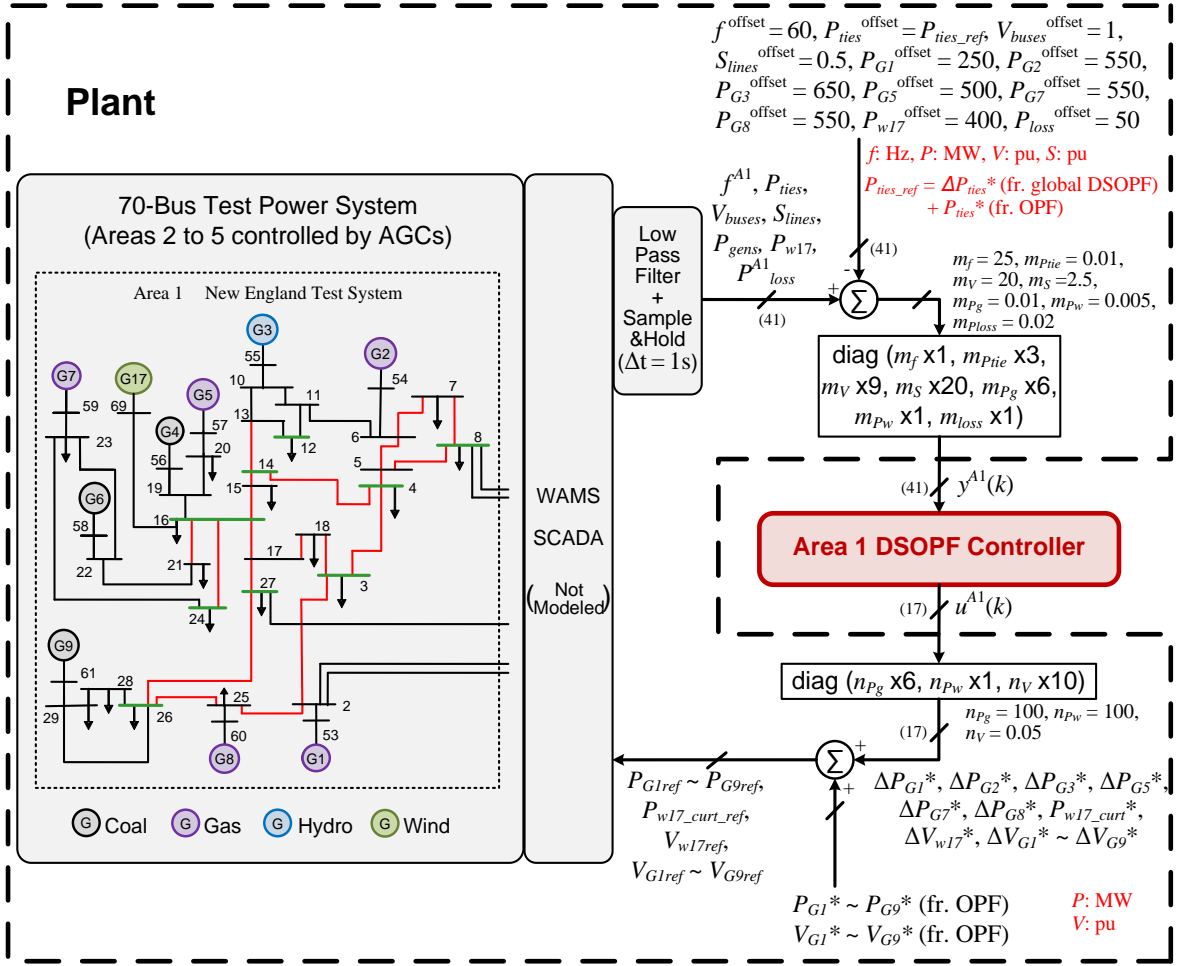 Plant
f^offset = 60, P_ties^offset = P_ties_ref, V_buses^offset = 1,
S_lines^offset = 0.5, P_G1^offset = 250, P_G2^offset = 550,
P_G3^offset = 650, P_G5^offset = 500, P_G7^offset = 550,
P_G8^offset = 550, P_w17^offset = 400, P_loss^offset = 50
f: Hz, P: MW, V: pu, S: pu
P_ties_ref = ΔP_ties* (fr. global DSOPF)
+ P_ties* (fr. OPF)
(41)
-
+
Σ
m_f = 25, m_Ptie = 0.01,
m_V = 20, m_S =2.5,
m_Pg = 0.01, m_Pw = 0.005,
m_Ploss = 0.02
f^A1, P_ties,
V_buses, S_lines,
P_gens, P_w17,
P^A1_loss
(41)
Low
Pass
Filter
+
Sample
&Hold
(Δt = 1s)
diag (m_f x1, m_Ptie x3,
m_V x9, m_S x20, m_Pg x6,
m_Pw x1, m_loss x1)
(41)
y^A1(k)
Area 1 DSOPF Controller
(17)
u^A1(k)
diag (n_Pg x6, n_Pw x1, n_V x10)
(17)
n_Pg = 100, n_Pw = 100,
n_V = 0.05
+
Σ
+
ΔP_G1*, ΔP_G2*, ΔP_G3*, ΔP_G5*,
ΔP_G7*, ΔP_G8*, P_w17_curt*,
ΔV_w17*, ΔV_G1* ~ ΔV_G9*
P_G1ref ~ P_G9ref,
P_w17_curt_ref,
V_w17ref,
V_G1ref ~ V_G9ref
P_G1* ~ P_G9* (fr. OPF)
V_G1* ~ V_G9* (fr. OPF)
P: MW
V: pu
WAMS
SCADA
(Not
Modeled)
70-Bus Test Power System
(Areas 2 to 5 controlled by AGCs)
Area 1 New England Test System
G3
G7
G17
G5
G2
55
54
7
59
69
10
11
57
13
6
8
23
G4
20
12
56
5
14
4
19
15
G6
16
58
18
17
21
3
22
27
24
G9
61
28
25
2
29
26
60
53
G8
G1
G Coal
G Gas
G Hydro
G Wind